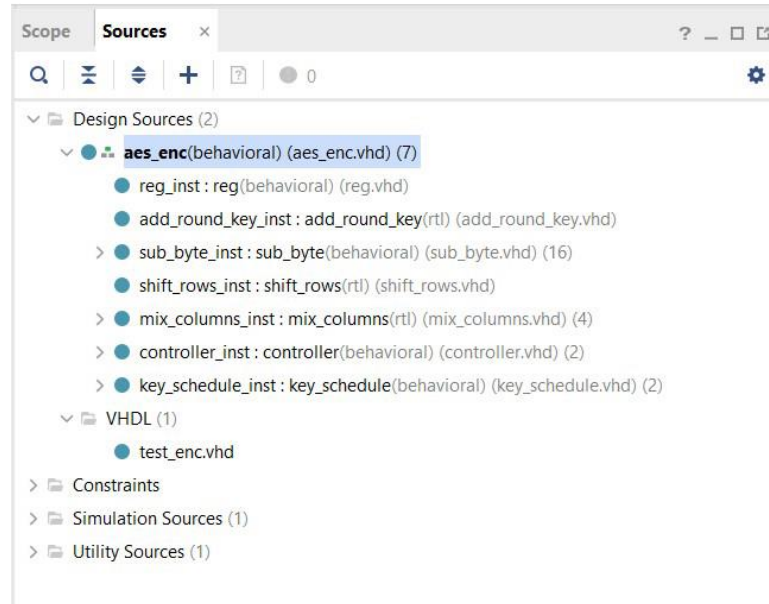 Scope Sources × ? _
0
Design Sources (2)
aes_enc(behavioral) (aes_enc.vhd) (7)
reg_inst : reg(behavioral) (reg.vhd)
add_round_key_inst : add_round_key(rtl) (add_round_key.vhd)
sub_byte_inst : sub_byte(behavioral) (sub_byte.vhd) (16)
shift_rows_inst : shift_rows(rtl) (shift_rows.vhd)
mix_columns_inst : mix_columns(rtl) (mix_columns.vhd) (4)
controller_inst : controller(behavioral) (controller.vhd) (2)
key_schedule_inst : key_schedule(behavioral) (key_schedule.vhd) (2)
VHDL (1)
test_enc.vhd
Constraints
Simulation Sources (1)
Utility Sources (1)